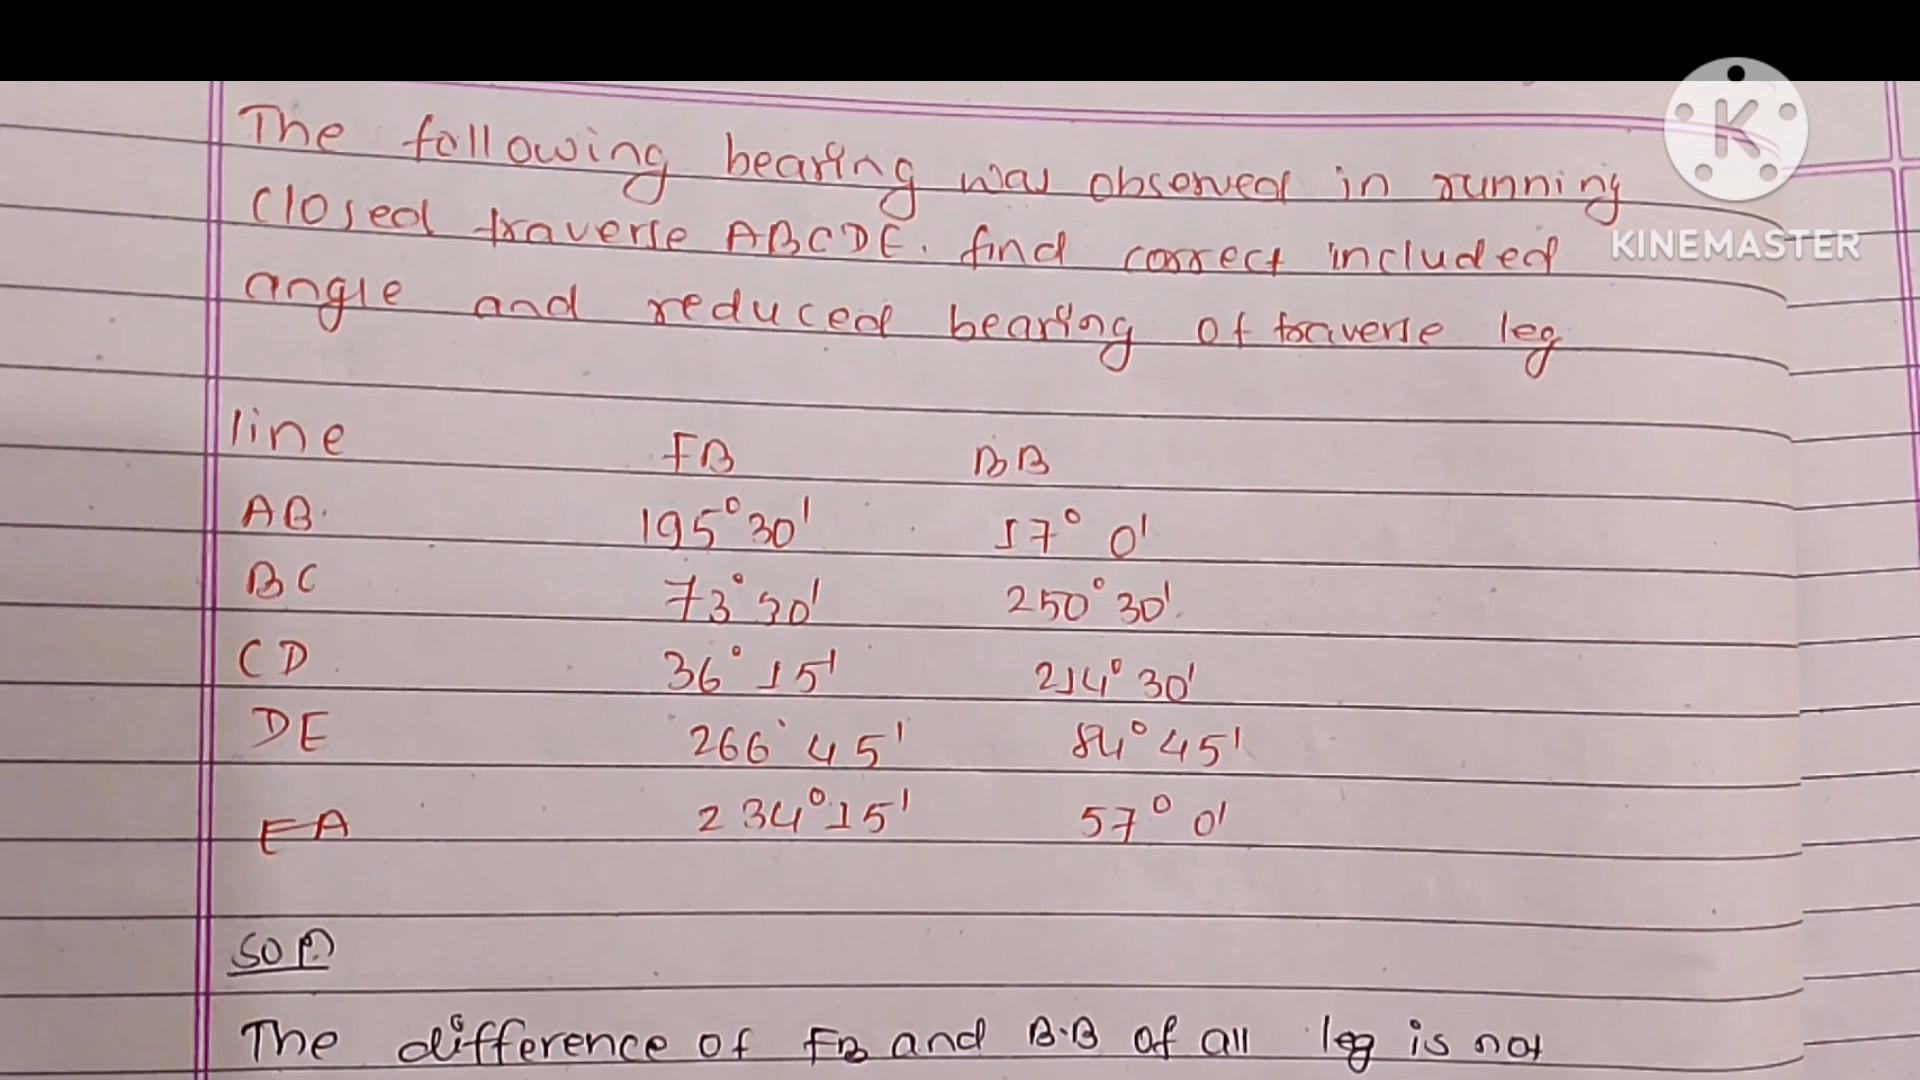 The following bearing was observed in running
K
closed traverse ABCDE. find correct included
KINEMASTER
angle and reduced bearing of traverse leg
line FB BB
AB. 195°30' 17° 0'
BC 73°30' 250°30'.
CD 36°15' 214°30'
DE 266°45' 84°45'
EA 234°15' 57° 0'
Soln
The difference of FB and B.B of all leg is not